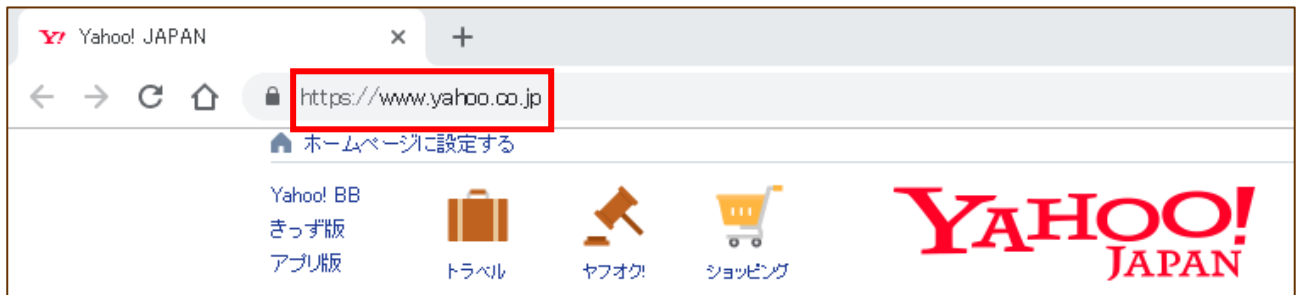 Y! Yahoo! JAPAN
https://www.yahoo.co.jp
ホームページに設定する
Yahoo! BB
きっず版
アプリ版
トラベル
ヤフオク!
ショッピング
YAHOO!
JAPAN